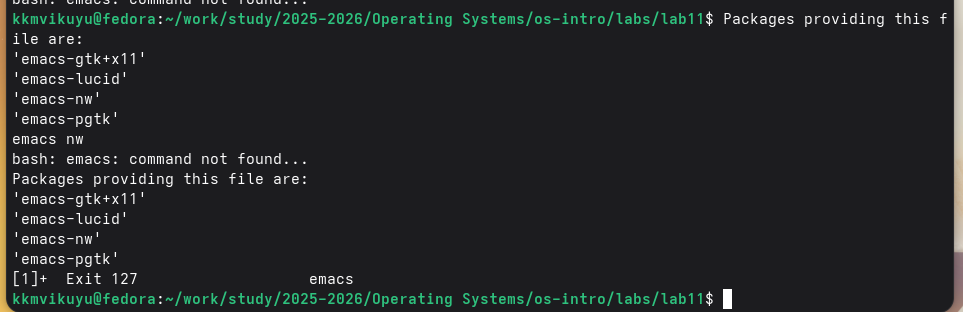 bash: emacs: command not found...
kkmvikuyu@fedora:~/work/study/2025-2026/Operating Systems/os-intro/labs/lab11$ Packages providing this f
ile are:
'emacs-gtk+x11'
'emacs-lucid'
'emacs-nw'
'emacs-pgtk'
emacs nw
bash: emacs: command not found...
Packages providing this file are:
'emacs-gtk+x11'
'emacs-lucid'
'emacs-nw'
'emacs-pgtk'
[1]+  Exit 127                   emacs
kkmvikuyu@fedora:~/work/study/2025-2026/Operating Systems/os-intro/labs/lab11$